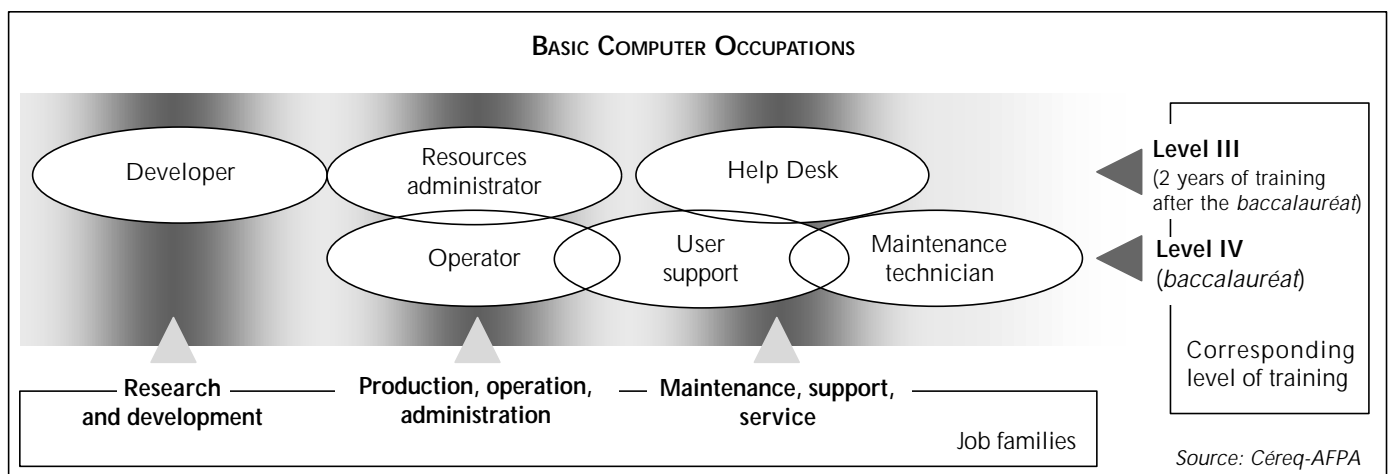 BASIC COMPUTER OCCUPATIONS
Developer
Resources
administrator
Help Desk
Operator
User
support
Maintenance
technician
Level III
(2 years of training
after the baccalauréat)
Level IV
(baccalauréat)
Corresponding
level of training
Research
and development
Production, operation,
administration
Maintenance, support,
service
Job families
Source: Céreq-AFPA